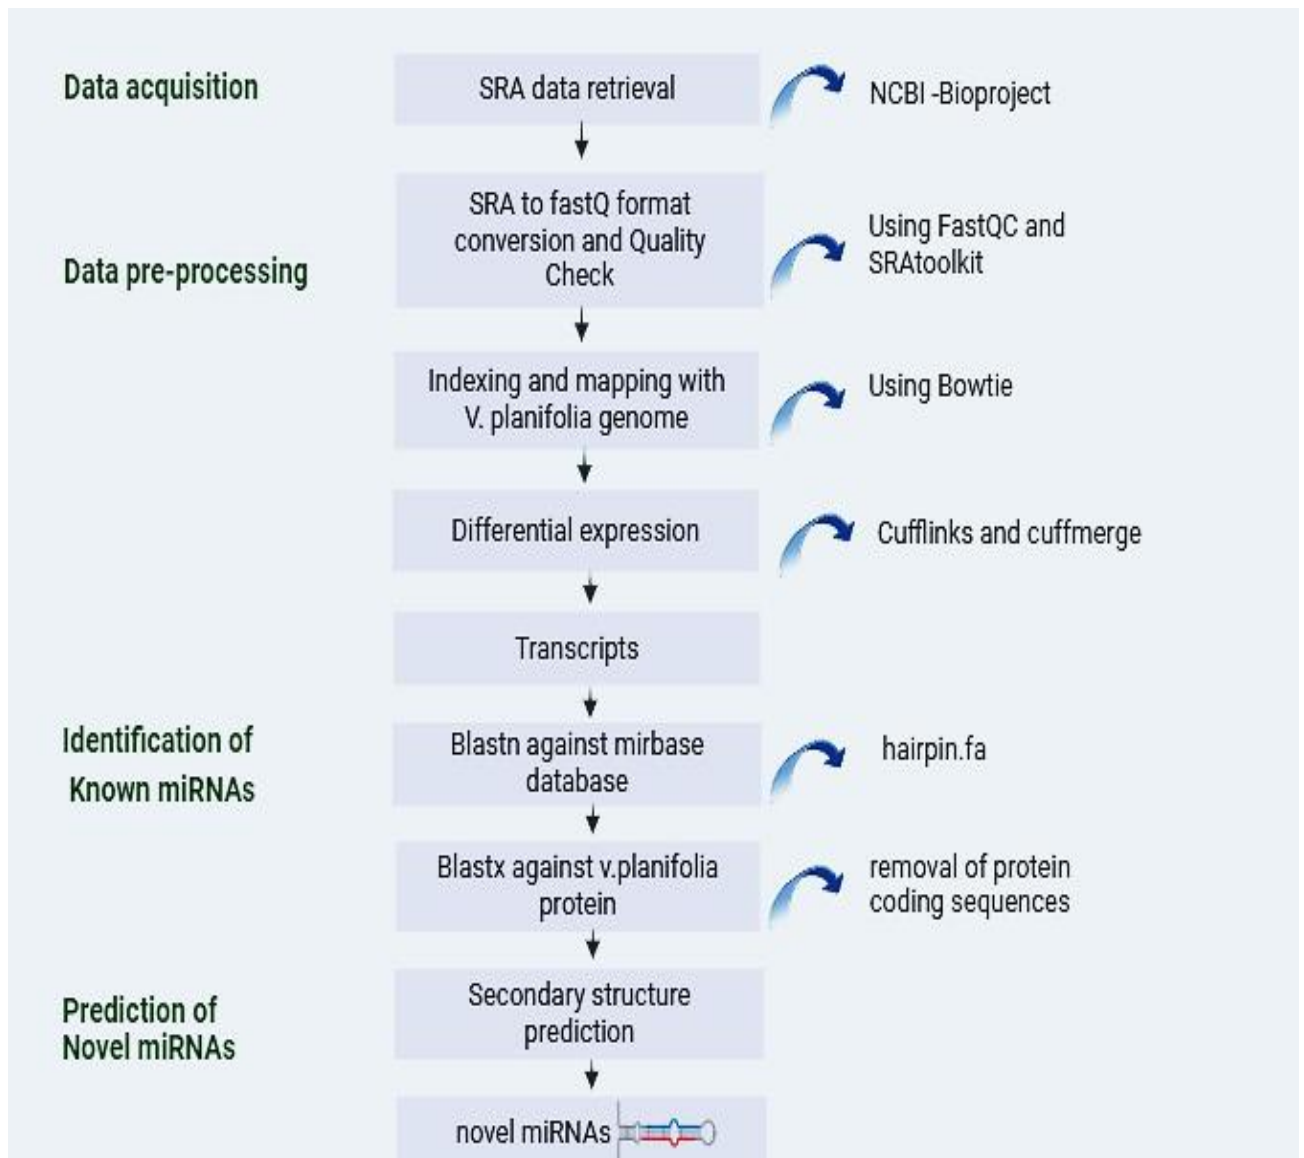 Data acquisition
SRA data retrieval
NCBI -Bioproject
Data pre-processing
SRA to fastQ format
conversion and Quality
Check
Using FastQC and
SRAtoolkit
Indexing and mapping with
V. planifolia genome
Using Bowtie
Differential expression
Cufflinks and cuffmerge
Transcripts
Identification of
Known miRNAs
Blastn against mirbase
database
hairpin.fa
Blastx against v.planifolia
protein
removal of protein
coding sequences
Prediction of
Novel miRNAs
Secondary structure
prediction
novel miRNAs